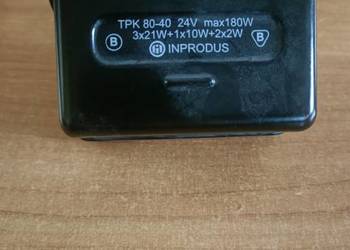 TPK 80-40 24V max180W
3x21W+1x10W+2x2W
B INPRODUS B